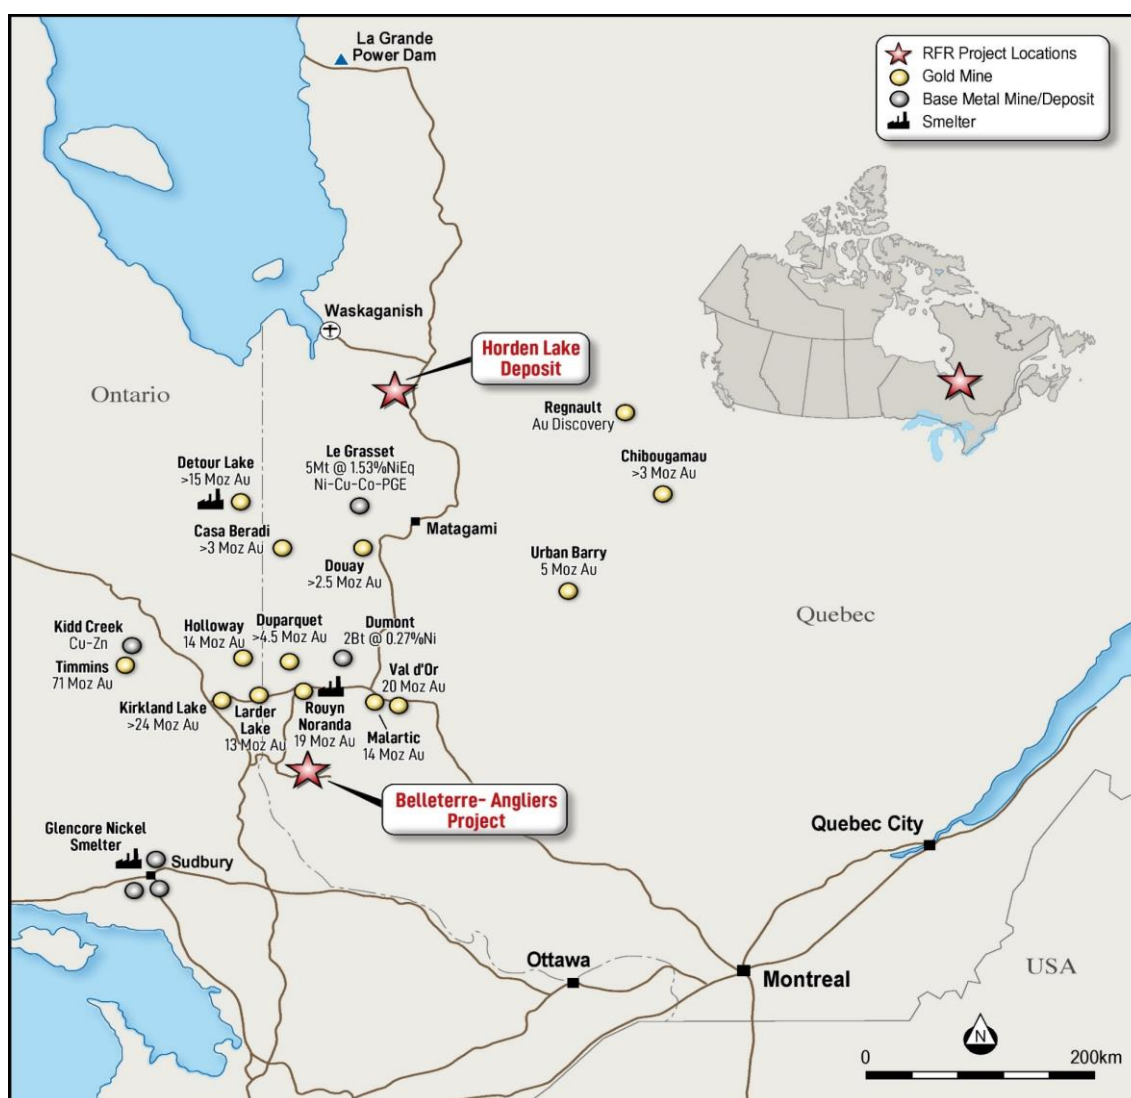 La Grande
Power Dam
RFR Project Locations
Gold Mine
Base Metal Mine/Deposit
Smelter
Waskaganish
Horden Lake
Deposit
Ontario
Regnault
Au Discovery
Le Grasset
5Mt @ 1.53%NiEq
Ni-Cu-Co-PGE
Detour Lake
>15 Moz Au
Chibougamau
>3 Moz Au
Casa Beradi
>3 Moz Au
Matagami
Douay
>2.5 Moz Au
Urban Barry
5 Moz Au
Quebec
Kidd Creek
Cu-Zn
Timmins
71 Moz Au
Holloway
14 Moz Au
Duparquet
>4.5 Moz Au
Dumont
2Bt @ 0.27%Ni
Val d'Or
20 Moz Au
Kirkland Lake
>24 Moz Au
Larder
Lake
13 Moz Au
Rouyn
Noranda
19 Moz Au
Malartic
14 Moz Au
Belleterre- Angliers
Project
Glencore Nickel
Smelter
Sudbury
Quebec City
Ottawa
Montreal
USA
N
0
200km